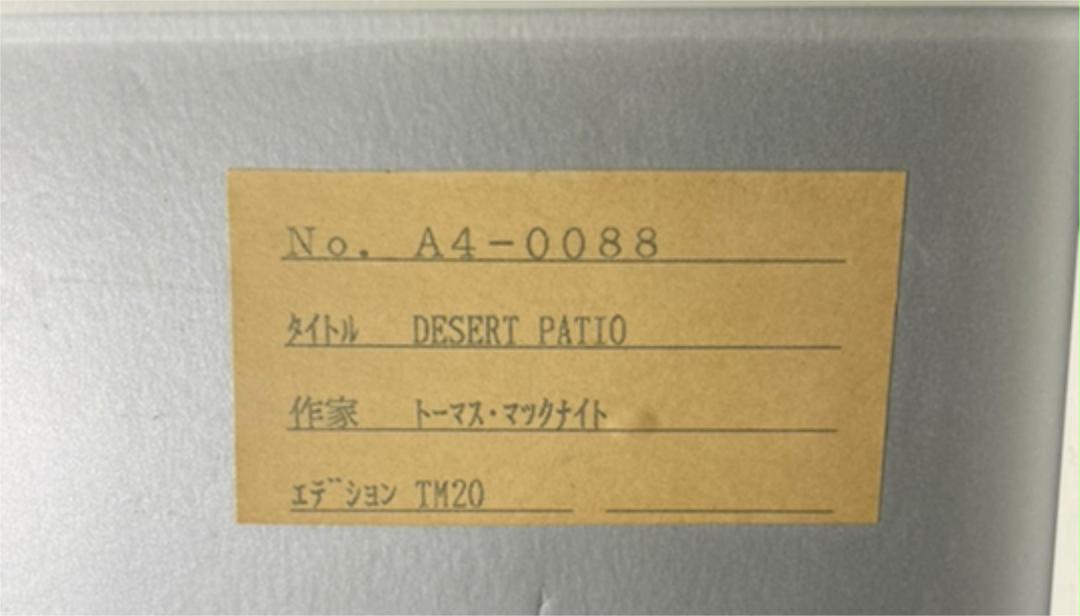 No. A4-0088
ﾀｲﾄﾙ DESERT PATIO
作家 ﾄｰﾏｽ・ﾏｯｸﾅｲﾄ
ｴﾃﾞｼｮﾝ TM20